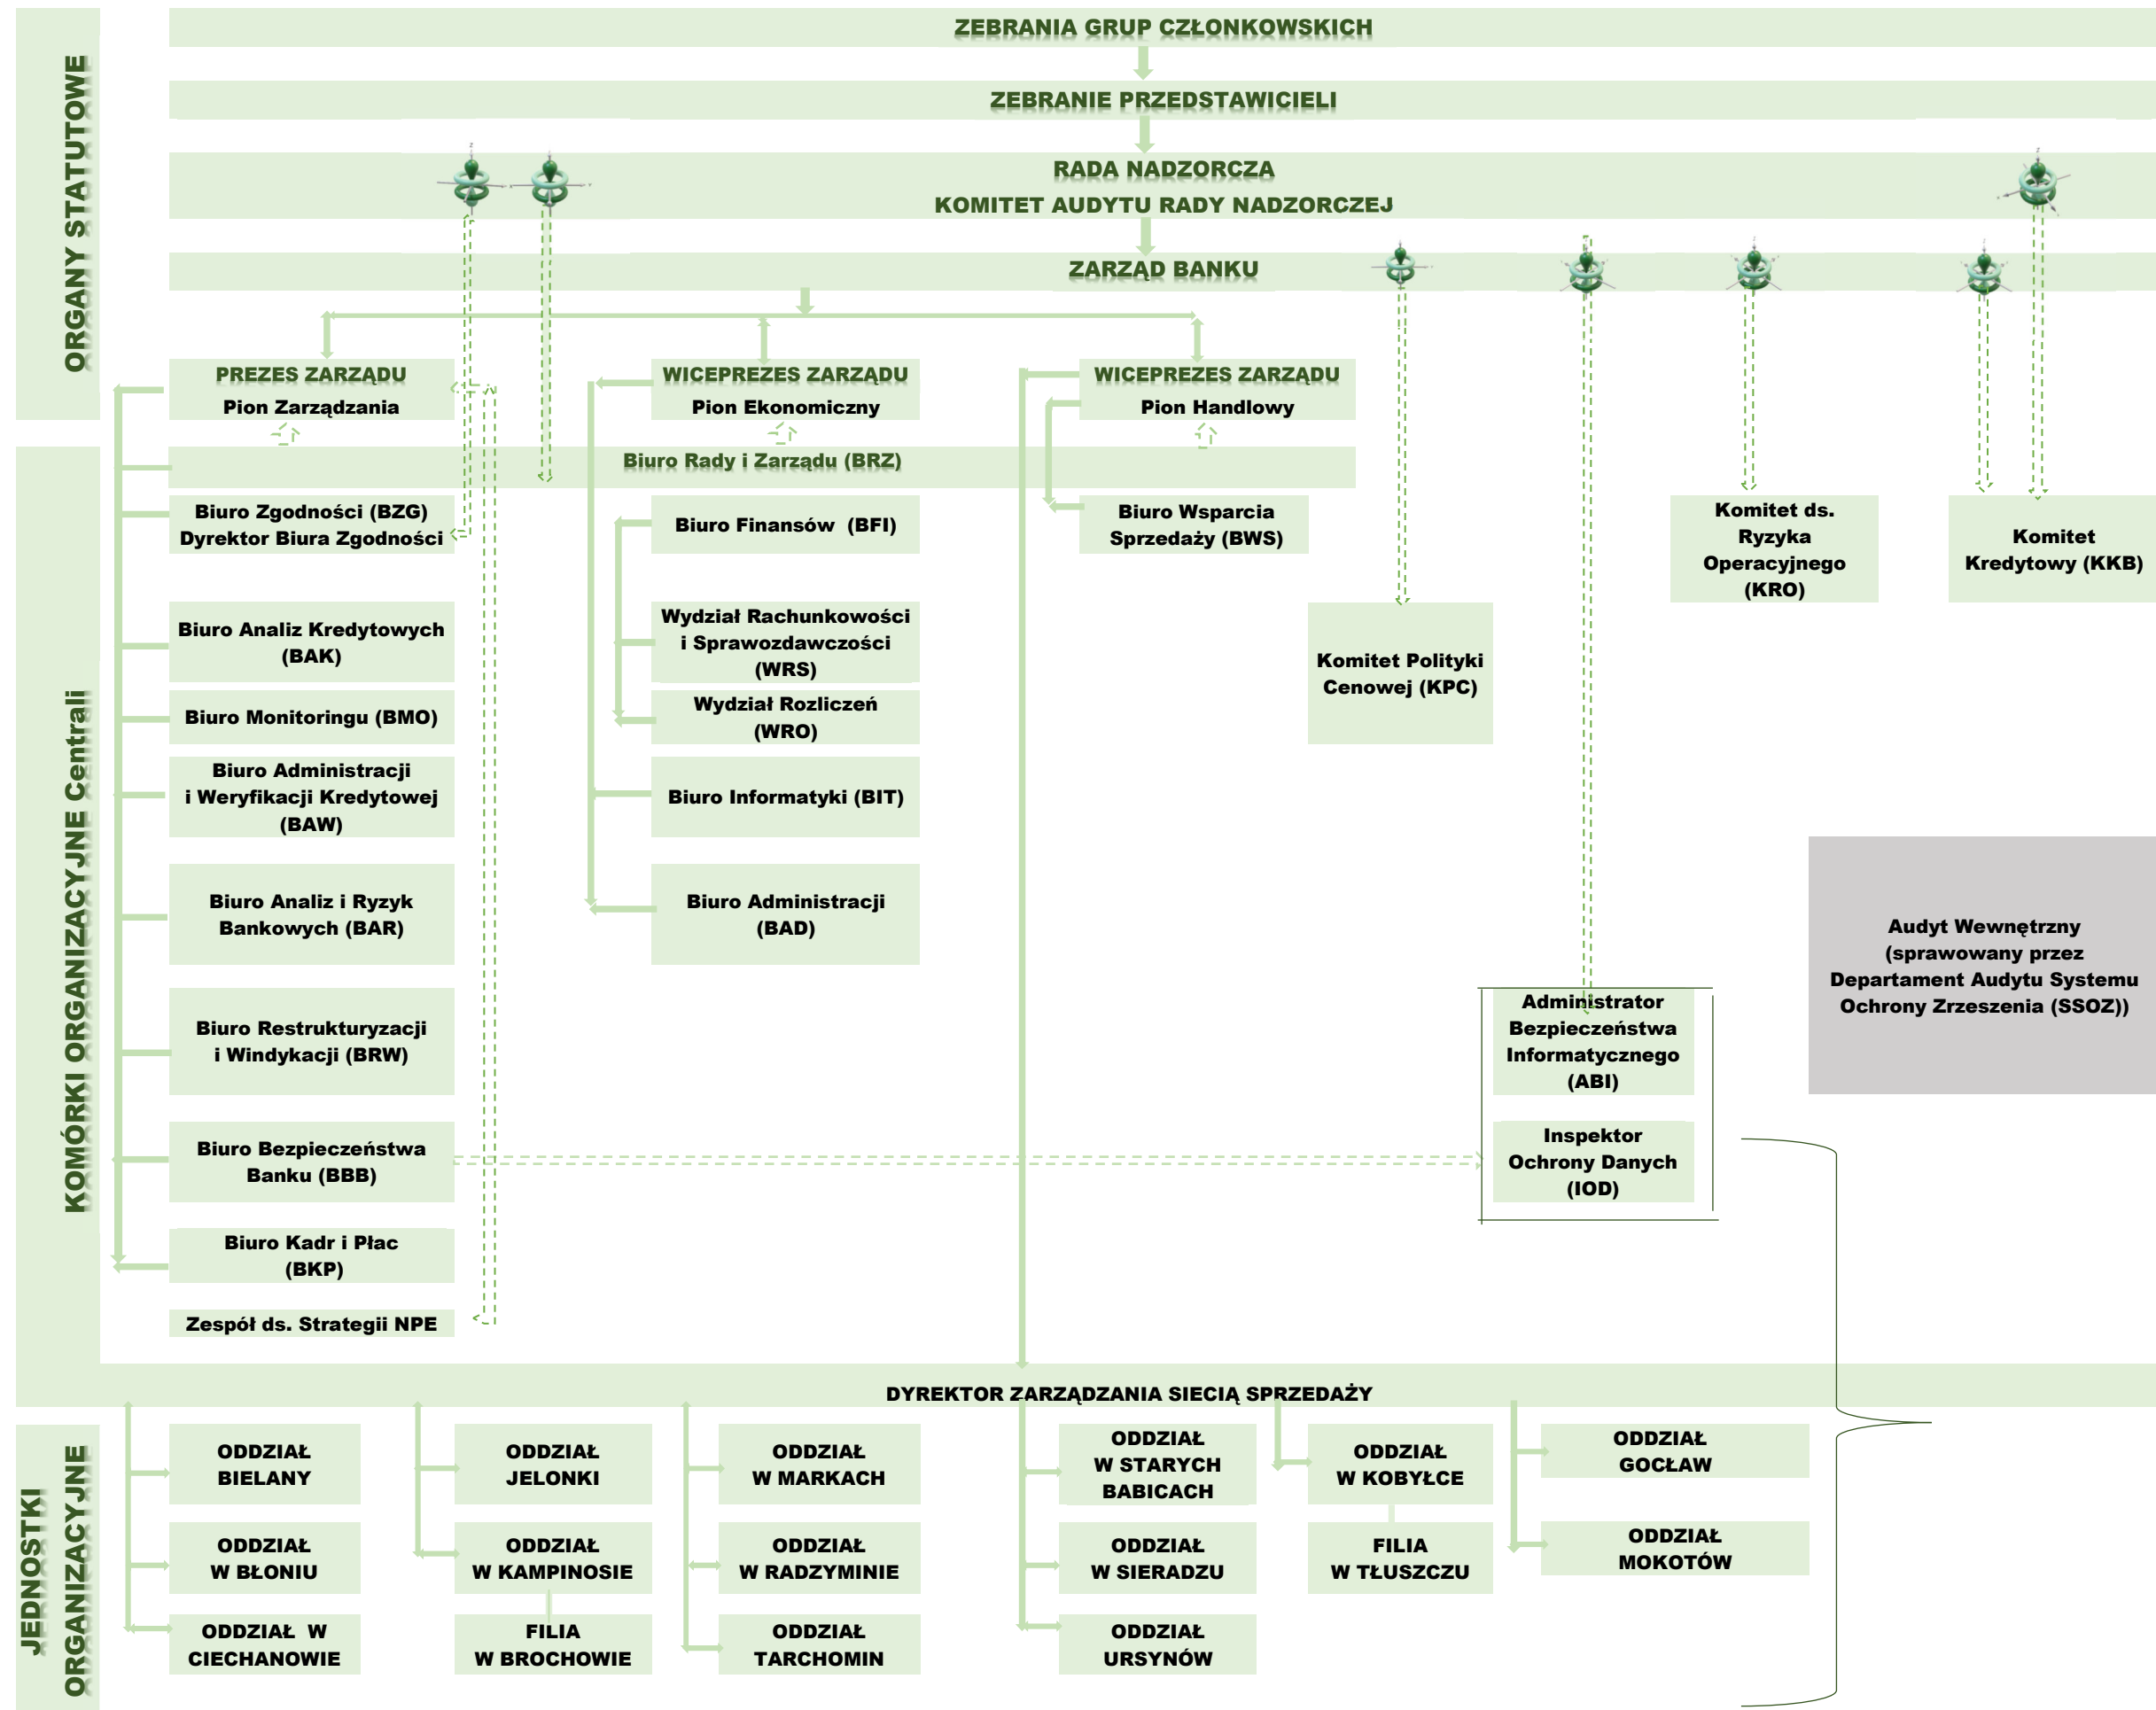 ORGANY STATUTOWE
ZEBRANIA GRUP CZŁONKOWSKICH
ZEBRANIE PRZEDSTAWICIELI
RADA NADZORCZA
KOMITET AUDYTU RADY NADZORCZEJ
ZARZĄD BANKU
PREZES ZARZĄDU
Pion Zarządzania
WICEPREZES ZARZĄDU
Pion Ekonomiczny
WICEPREZES ZARZĄDU
Pion Handlowy
KOMÓRKI ORGANIZACYJNE Centrali
Biuro Rady i Zarządu (BRZ)
Biuro Zgodności (BZG)
Dyrektor Biura Zgodności
Biuro Analiz Kredytowych
(BAK)
Biuro Monitoringu (BMO)
Biuro Administracji
i Weryfikacji Kredytowej
(BAW)
Biuro Analiz i Ryzyk
Bankowych (BAR)
Biuro Restrukturyzacji
i Windykacji (BRW)
Biuro Bezpieczeństwa
Banku (BBB)
Biuro Kadr i Płac
(BKP)
Zespół ds. Strategii NPE
Biuro Finansów (BFI)
Wydział Rachunkowości
i Sprawozdawczości
(WRS)
Wydział Rozliczeń
(WRO)
Biuro Informatyki (BIT)
Biuro Administracji
(BAD)
Biuro Wsparcia
Sprzedaży (BWS)
Komitet Polityki
Cenowej (KPC)
Komitet ds.
Ryzyka
Operacyjnego
(KRO)
Komitet
Kredytowy (KKB)
Audyt Wewnętrzny
(sprawowany przez
Departament Audytu Systemu
Ochrony Zrzeszenia (SSOZ))
Administrator
Bezpieczeństwa
Informatycznego
(ABI)
Inspektor
Ochrony Danych
(IOD)
DYREKTOR ZARZĄDZANIA SIECIĄ SPRZEDAŻY
JEDNOSTKI
ORGANIZACYJNE
ODDZIAŁ
BIELANY
ODDZIAŁ
W BŁONIU
ODDZIAŁ W
CIECHANOWIE
ODDZIAŁ
JELONKI
ODDZIAŁ
W KAMPINOSIE
FILIA
W BROCHOWIE
ODDZIAŁ
W MARKACH
ODDZIAŁ
W RADZYMINIE
ODDZIAŁ
TARCHOMIN
ODDZIAŁ
W STARYCH
BABICACH
ODDZIAŁ
W SIERADZU
ODDZIAŁ
URSYNÓW
ODDZIAŁ
W KOBYŁCE
FILIA
W TŁUSZCZU
ODDZIAŁ
GOCŁAW
ODDZIAŁ
MOKOTÓW